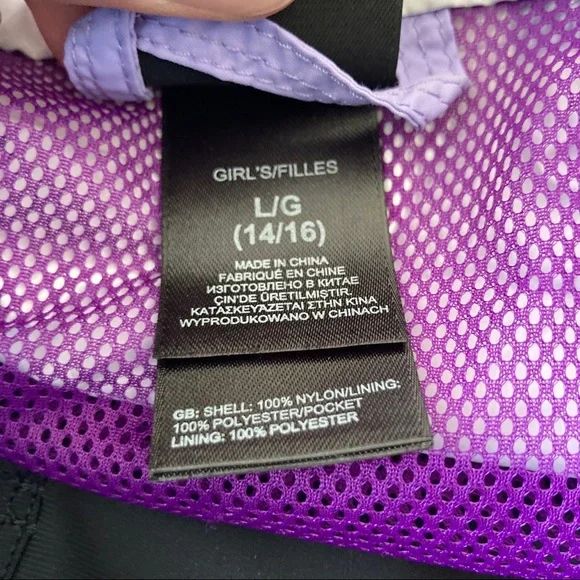 GIRL'S/FILLES
L/G
(14/16)
MADE IN CHINA
FABRIQUÉ EN CHINE
ИЗГОТОВЛЕНО В КИТАЕ
ÇIN'DE ÜRETILMIŞTIR.
ΚΑΤΑΣΚΕΥΑΖΕΤΑΙ ΣΤΗΝ ΚΙΝΑ
WYPRODUKOWANO W CHINACH
GB: SHELL: 100% NYLON/LINING:
100% POLYESTER/POCKET
LINING: 100% POLYESTER